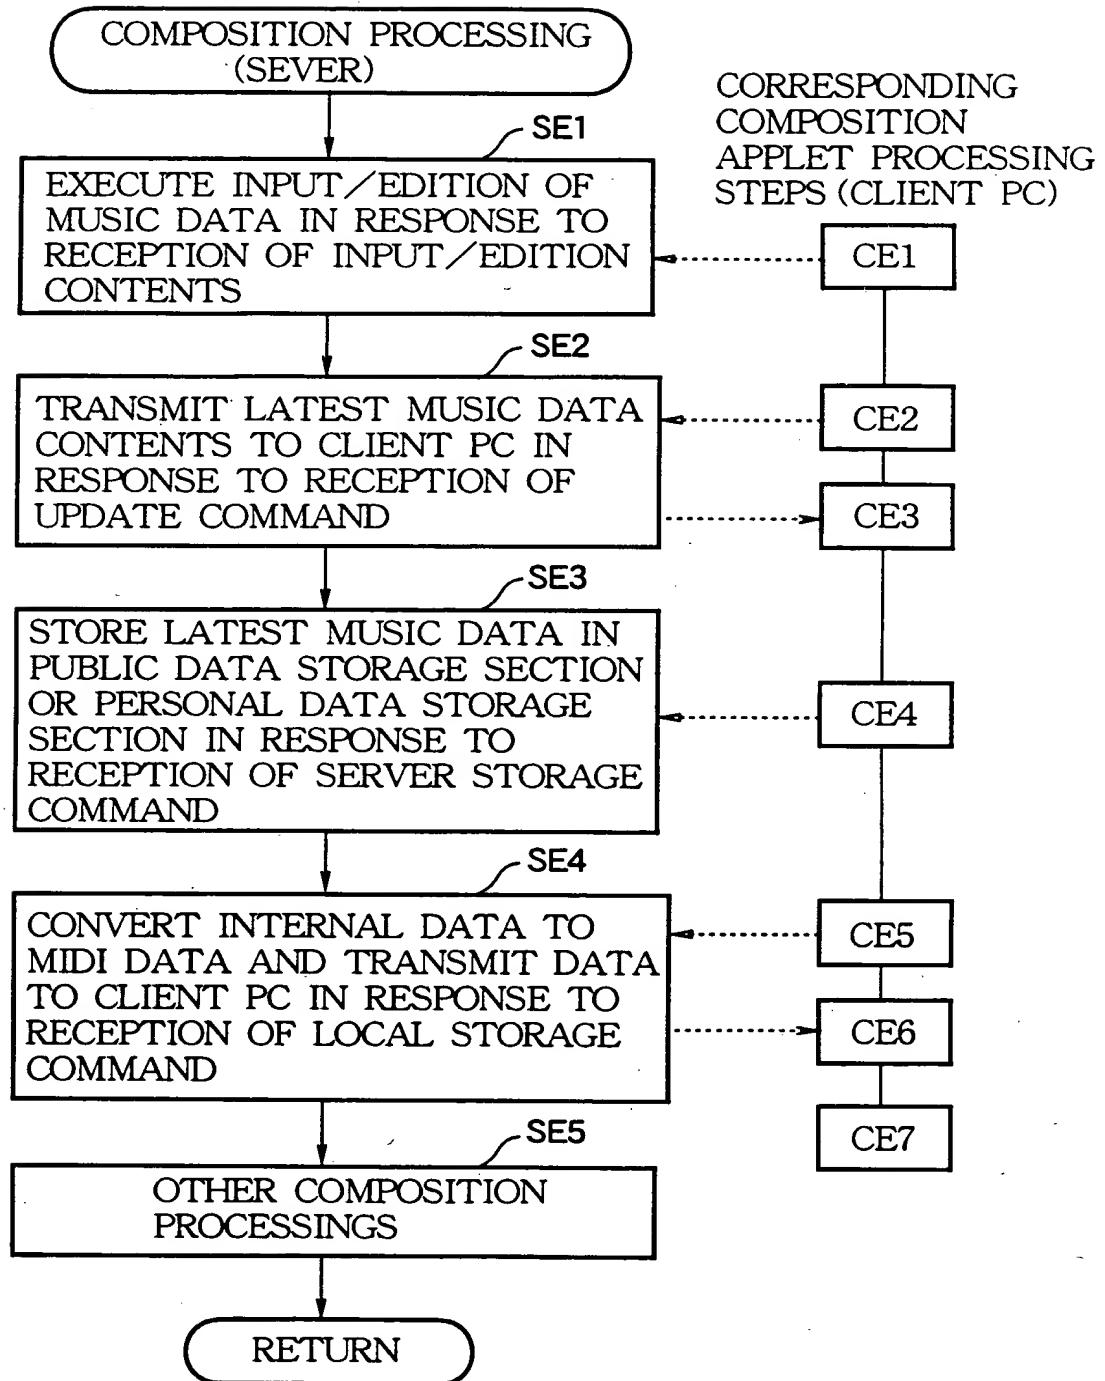 COMPOSITION PROCESSING
(SEVER)
CORRESPONDING
COMPOSITION
APPLET PROCESSING
STEPS (CLIENT PC)
SE1
EXECUTE INPUT/EDITION OF
MUSIC DATA IN RESPONSE TO
RECEPTION OF INPUT/EDITION
CONTENTS
CE1
SE2
TRANSMIT LATEST MUSIC DATA
CONTENTS TO CLIENT PC IN
RESPONSE TO RECEPTION OF
UPDATE COMMAND
CE2
CE3
SE3
STORE LATEST MUSIC DATA IN
PUBLIC DATA STORAGE SECTION
OR PERSONAL DATA STORAGE
SECTION IN RESPONSE TO
RECEPTION OF SERVER STORAGE
COMMAND
CE4
SE4
CONVERT INTERNAL DATA TO
MIDI DATA AND TRANSMIT DATA
TO CLIENT PC IN RESPONSE TO
RECEPTION OF LOCAL STORAGE
COMMAND
CE5
CE6
CE7
SE5
OTHER COMPOSITION
PROCESSINGS
RETURN